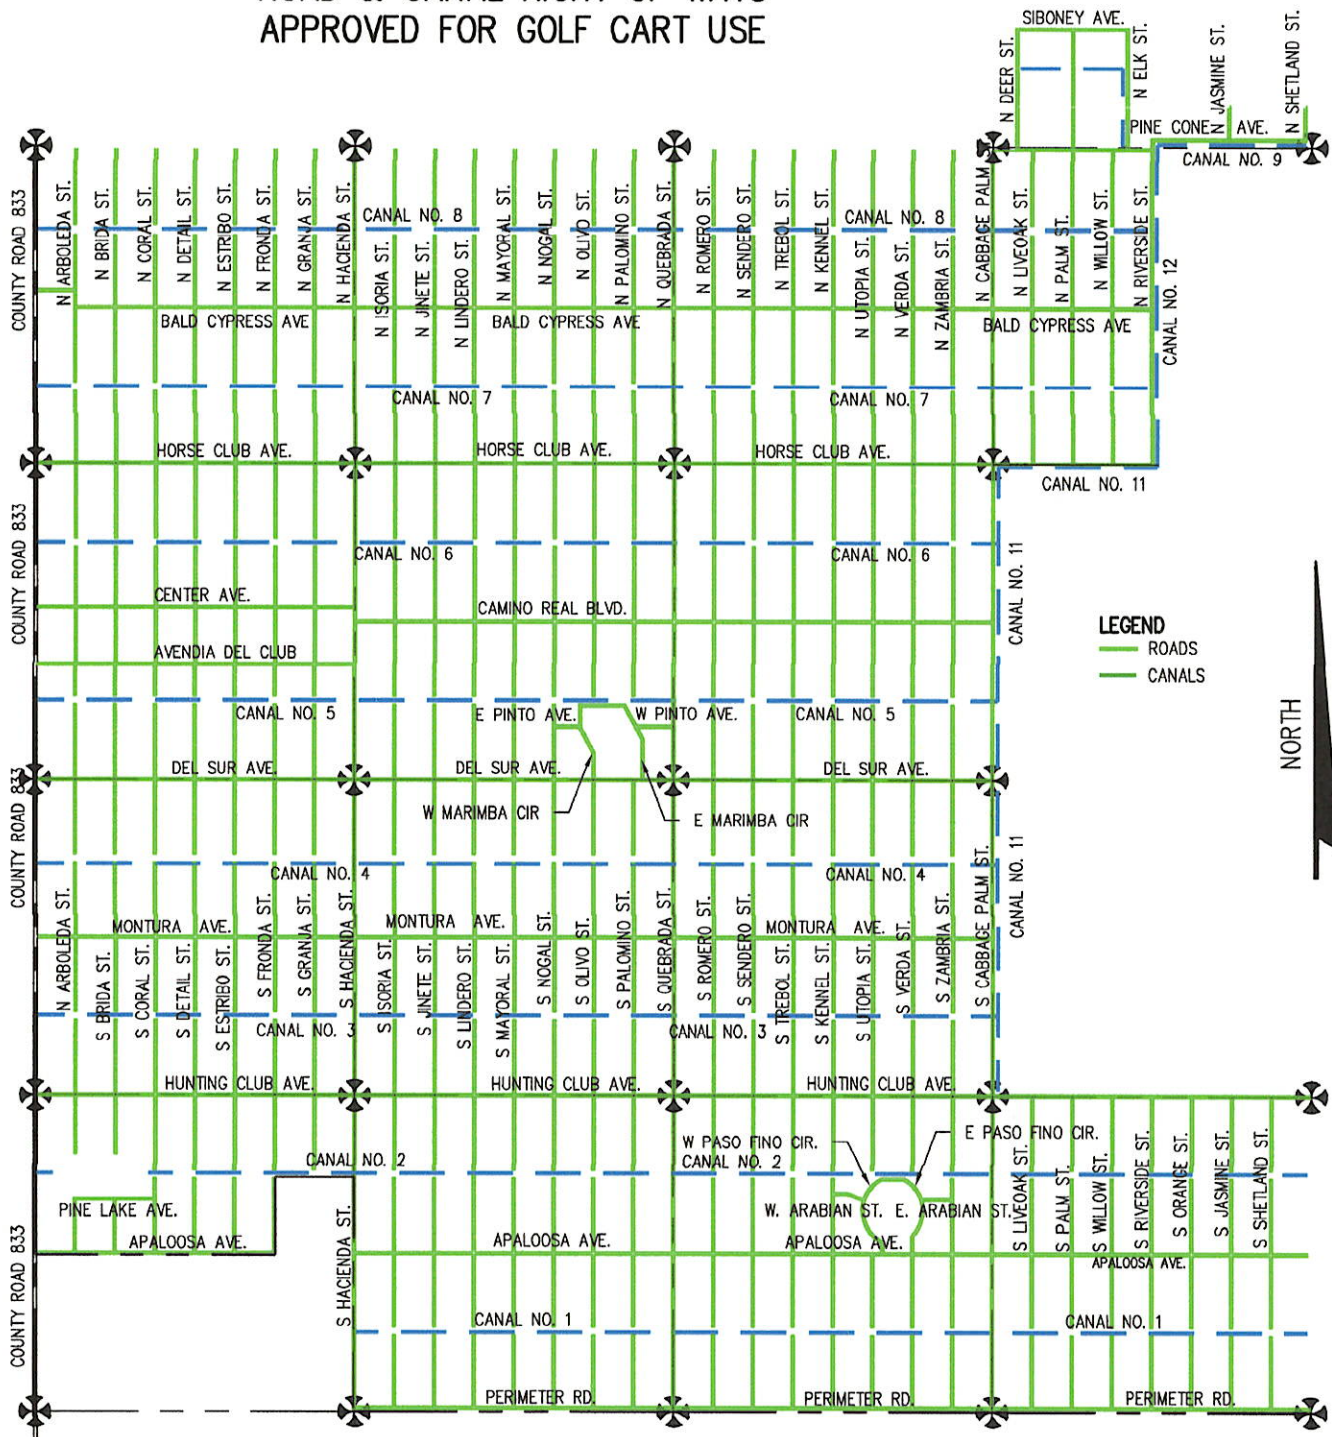 APPROVED FOR GOLF CART USE
SIBONEY AVE.
N DEER ST.
N ELK ST.
N JASMINE ST.
N SHETLAND ST.
PINE CONE AVE.
CANAL NO. 9
COUNTY ROAD 833
N ARBOLEDA ST.
N BRIDA ST.
N CORAL ST.
N DETAIL ST.
N ESTRIBO ST.
N FRONDA ST.
N GRANJA ST.
N HACIENDA ST.
CANAL NO. 8
N ISORIA ST.
N JINETE ST.
N LINDERO ST.
N MAYORAL ST.
N NOGAL ST.
N OLIVO ST.
N PALOMINO ST.
N QUEBRADA ST.
N ROMERO ST.
N SENDERO ST.
N TREBOL ST.
N KENNEL ST.
CANAL NO. 8
N UTOPIA ST.
N VERDA ST.
N ZAMBRIA ST.
N CABBAGE PALM S
N LIVEOAK ST.
N PALM ST.
N WILLOW ST.
N RIVERSIDE ST.
CANAL NO. 12
BALD CYPRESS AVE
BALD CYPRESS AVE
BALD CYPRESS AVE
CANAL NO. 7
CANAL NO. 7
HORSE CLUB AVE.
HORSE CLUB AVE.
HORSE CLUB AVE.
CANAL NO. 11
COUNTY ROAD 833
CANAL NO. 6
CANAL NO. 6
CANAL NO. 11
CENTER AVE.
CAMINO REAL BLVD.
LEGEND
ROADS
CANALS
AVENDIA DEL CLUB
CANAL NO. 5
E PINTO AVE.
W PINTO AVE.
CANAL NO. 5
NORTH
DEL SUR AVE.
DEL SUR AVE.
DEL SUR AVE.
COUNTY ROAD 833
W MARIMBA CIR
E MARIMBA CIR
CANAL NO. 4
CANAL NO. 4
CANAL NO. 11
MONTURA AVE.
MONTURA AVE.
MONTURA AVE.
N ARBOLEDA ST.
S BRIDA ST.
S CORAL ST.
S DETAIL ST.
S ESTRIBO ST.
S FRONDA ST.
S GRANJA ST.
S HACIENDA ST.
S ISORIA ST.
S JINETE ST.
S LINDERO ST.
S MAYORAL ST.
S NOGAL ST.
S OLIVO ST.
S PALOMINO ST.
S QUEBRADA ST.
S ROMERO ST.
S SENDERO ST.
S TREBOL ST.
S KENNEL ST.
S UTOPIA ST.
S VERDA ST.
S ZAMBRIA ST.
S CABBAGE PALM ST.
CANAL NO. 3
CANAL NO. 3
HUNTING CLUB AVE.
HUNTING CLUB AVE.
HUNTING CLUB AVE.
W PASO FINO CIR.
E PASO FINO CIR.
CANAL NO. 2
CANAL NO. 2
PINE LAKE AVE.
W. ARABIAN ST.
E. ARABIAN ST.
S LIVEOAK ST.
S PALM ST.
S WILLOW ST.
S RIVERSIDE ST.
S ORANGE ST.
S JASMINE ST.
S SHETLAND ST.
APALOOSA AVE.
APALOOSA AVE.
APALOOSA AVE.
APALOOSA AVE.
COUNTY ROAD 833
S HACIENDA ST.
CANAL NO. 1
CANAL NO. 1
PERIMETER RD.
PERIMETER RD.
PERIMETER RD.